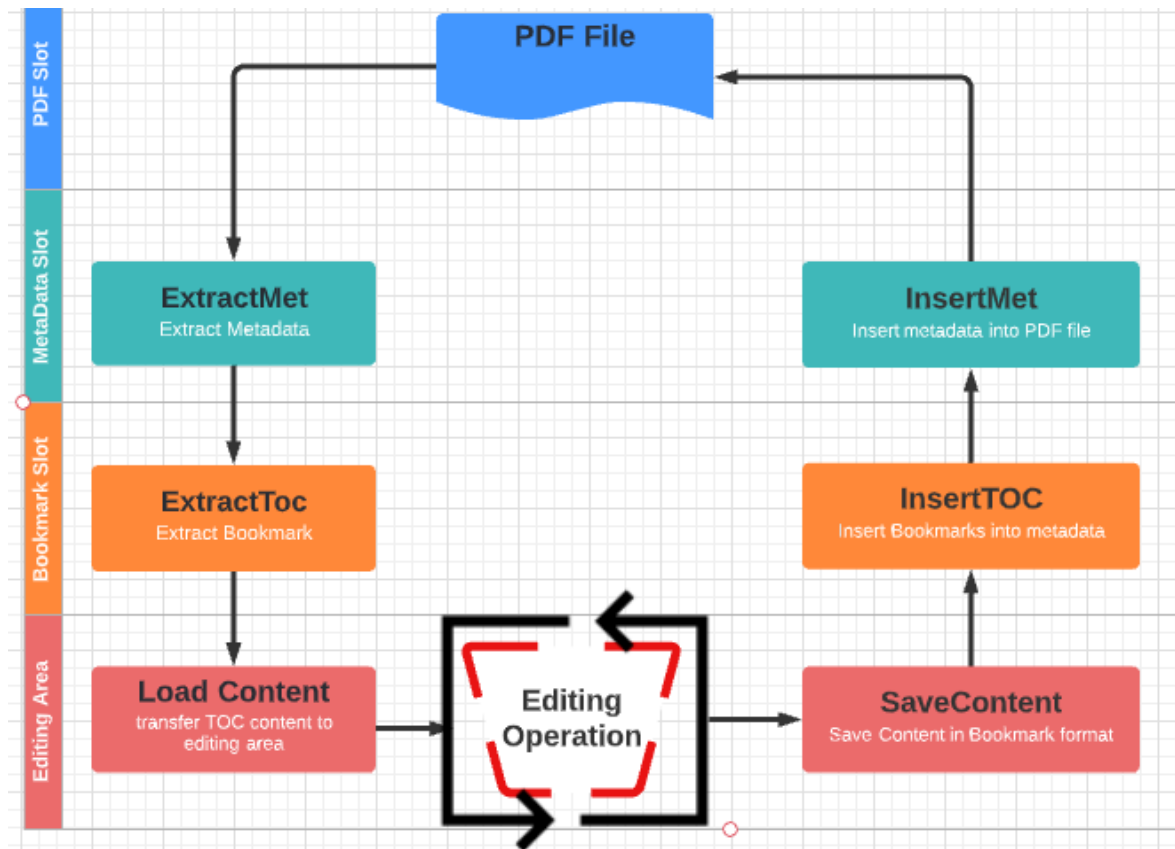 PDF Slot
PDF File
MetaData Slot
ExtractMet
Extract Metadata
InsertMet
Insert metadata into PDF file
Bookmark Slot
ExtractToc
Extract Bookmark
InsertTOC
Insert Bookmarks into metadata
Editing Area
Load Content
transfer TOC content to
editing area
Editing
Operation
SaveContent
Save Content in Bookmark format